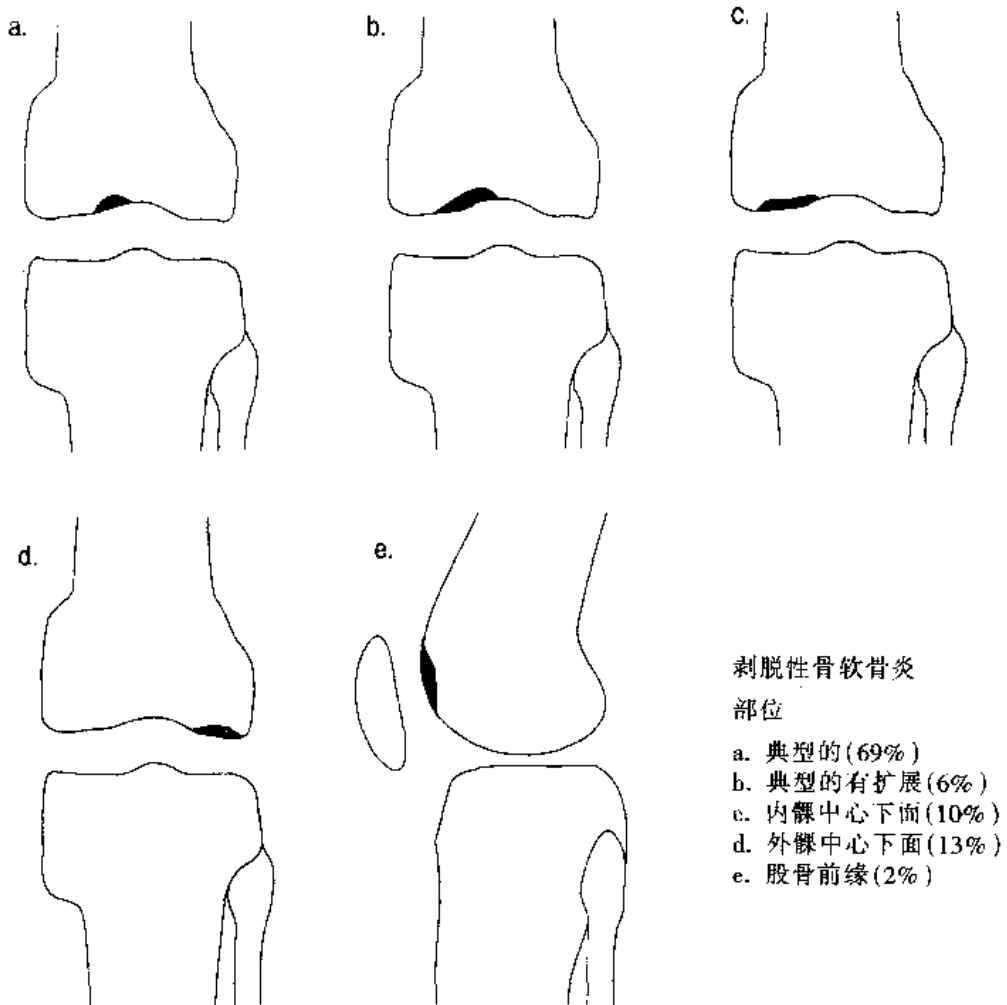 a.
b.
c.
d.
e.
剥脱性骨软骨炎
部位
a. 典型的(69%)
b. 典型的有扩展(6%)
c. 内髁中心下面(10%)
d. 外髁中心下面(13%)
e. 股骨前缘(2%)